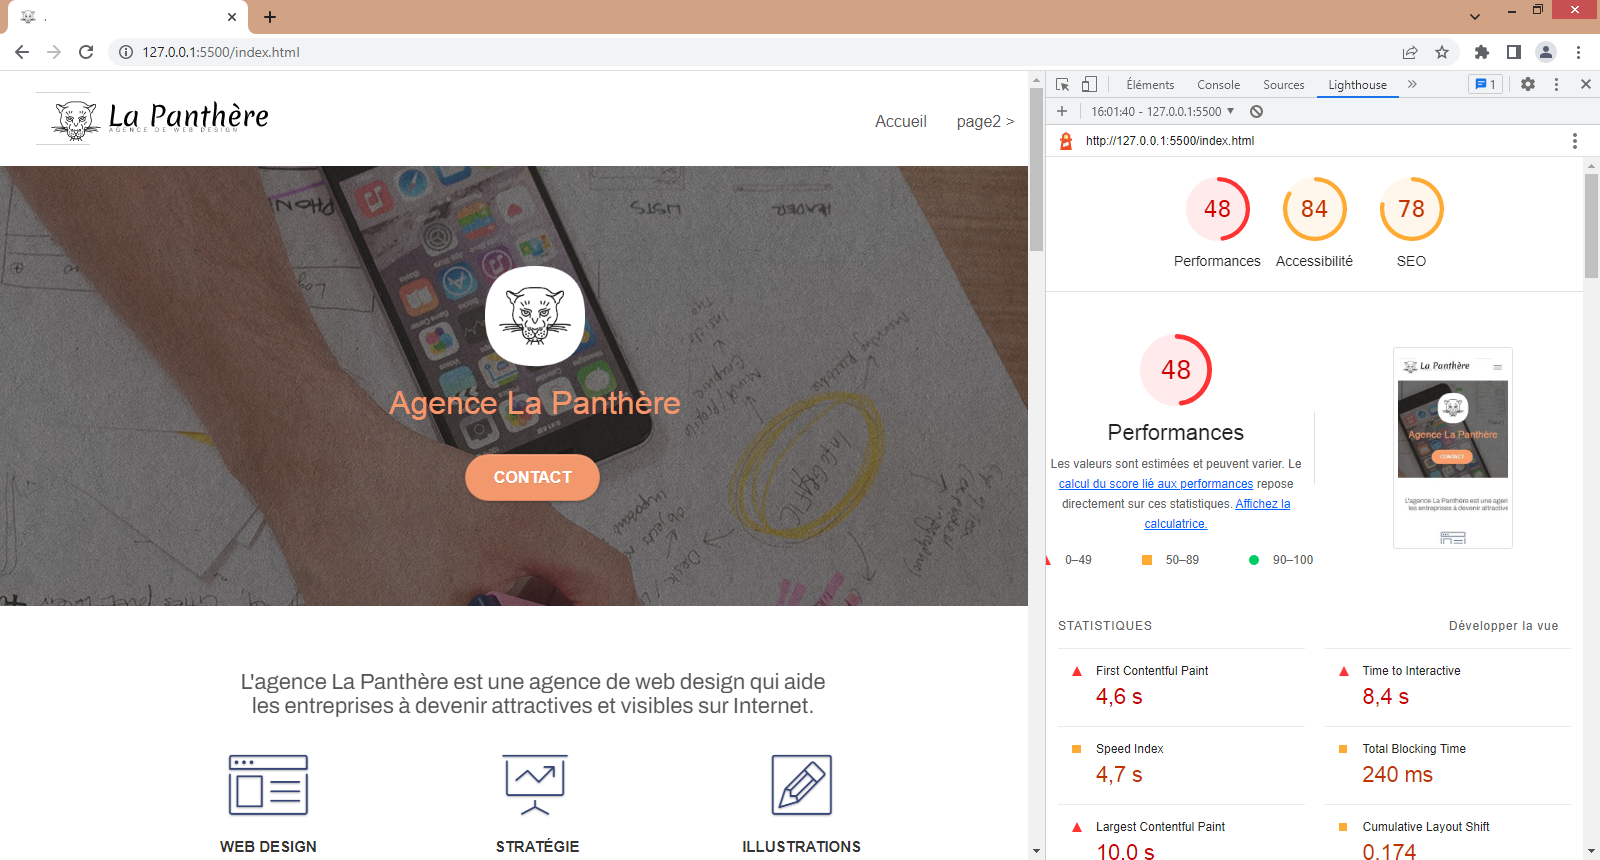 .
127.0.0.1:5500/index.html
La Panthère
AGENCE DE WEB DESIGN
Accueil
page2 >
LISTS
HEADER
Agence La Panthère
CONTACT
L'agence La Panthère est une agence de web design qui aide
les entreprises à devenir attractives et visibles sur Internet.
WEB DESIGN
STRATÉGIE
ILLUSTRATIONS
Éléments
Console
Sources
Lighthouse
1
16:01:40 - 127.0.0.1:5500
http://127.0.0.1:5500/index.html
48
84
78
Performances
Accessibilité
SEO
48
Performances
Les valeurs sont estimées et peuvent varier. Le
calcul du score lié aux performances repose
directement sur ces statistiques. Affichez la
calculatrice.
0–49
50–89
90–100
La Panthère
Agence La Panthère
CONTACT
L'agence La Panthère est une agen
les entreprises à devenir attractive
STATISTIQUES
Développer la vue
First Contentful Paint
4,6 s
Time to Interactive
8,4 s
Speed Index
4,7 s
Total Blocking Time
240 ms
Largest Contentful Paint
10,0 s
Cumulative Layout Shift
0,174